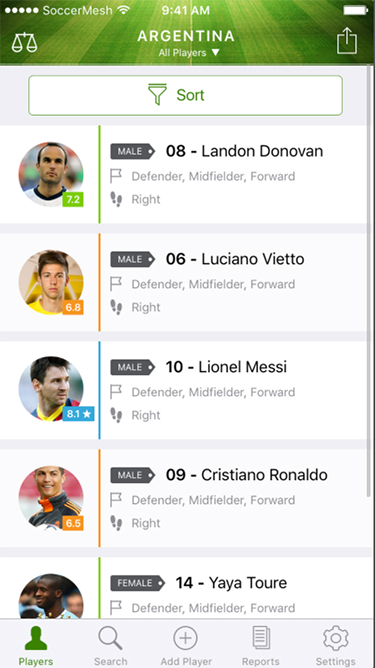 SoccerMesh 9:41 AM
ARGENTINA
All Players ▼
Sort
MALE 08 - Landon Donovan
Defender, Midfielder, Forward
7.2
Right
MALE 06 - Luciano Vietto
Defender, Midfielder, Forward
6.8
Right
MALE 10 - Lionel Messi
Defender, Midfielder, Forward
8.1 ★
Right
MALE 09 - Cristiano Ronaldo
Defender, Midfielder, Forward
6.5
Right
FEMALE 14 - Yaya Toure
Defender, Midfielder, Forward
Players Search Add Player Reports Settings